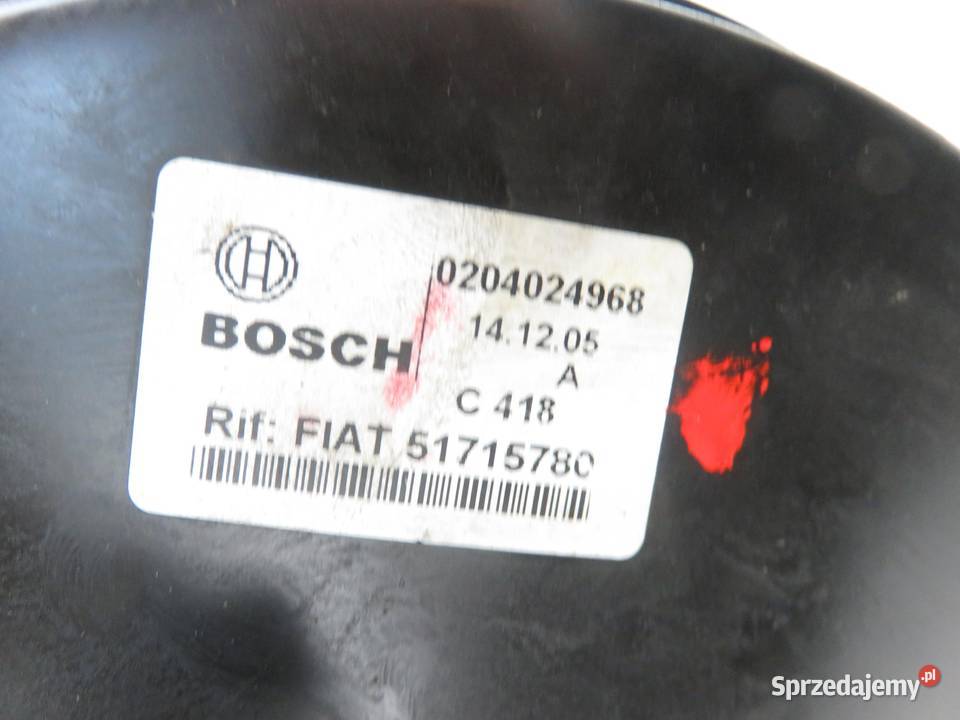 BOSCH
0204024968
14.12.05
A
C 418
Rif: FIAT 51715780
Sprzedajemy.pl